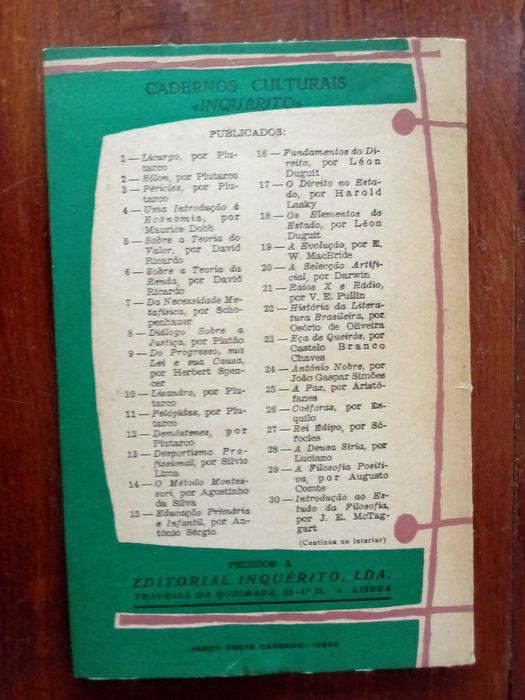 CADERNOS CULTURAIS
«INQUÉRITO»
PUBLICADOS:
1 — Licurgo, por Plu-
tarco
2 — Sólon, por Plutarco
3 — Péricles, por Plu-
tarco
4 — Uma Introdução à
Económia, por
Maurice Dobb
5 — Sobre a Teoria do
Valor, por David
Ricardo
6 — Sobre a Teoria da
Renda, por David
Ricardo
7 — Da Necessidade Me-
tafísica, por Scho-
penhauer
8 — Diálogo Sobre a
Justiça, por Platão
9 — Do Progresso, sua
Lei e sua Causa,
por Herbert Spen-
cer
10 — Lisandro, por Plu-
tarco
11 — Pelópidas, por Plu-
tarco
12 — Demóstenes, por
Plutarco
13 — Desportismo Pro-
fissional, por Sílvio
Lima
14 — O Método Montes-
sori, por Agostinho
da Silva
15 — Educação Primária
e Infantil, por An-
tónio Sérgio
16 — Fundamentos do Di-
reito, por Léon
Duguit
17 — O Direito no Esta-
do, por Harold
Lasky
18 — Os Elementos do
Estado, por Léon
Duguit
19 — A Evolução, por E.
W. MacBride
20 — A Selecção Artifi-
cial, por Darwin
21 — Raios X e Rádio,
por V. E. Pullin
22 — História da Litera-
tura Brasileira, por
Osório de Oliveira
23 — Eça de Queirós, por
Castelo Branco
Chaves
24 — António Nobre, por
João Gaspar Simões
25 — A Paz, por Aristó-
fanes
26 — Coéforas, por És-
quilo
27 — Rei Édipo, por Só-
focles
28 — A Deusa Síria, por
Luciano
29 — A Filosofia Positi-
va, por Augusto
Comte
30 — Introdução ao Es-
tudo da Filosofia,
por J. E. McTag-
gart
(Continua no interior)
PEDIDOS À
EDITORIAL INQUÉRITO, LDA.
TRAVESSA DA QUEIMADA, 23-1.º D. • LISBOA
PREÇO DESTE CADERNO: 10$00